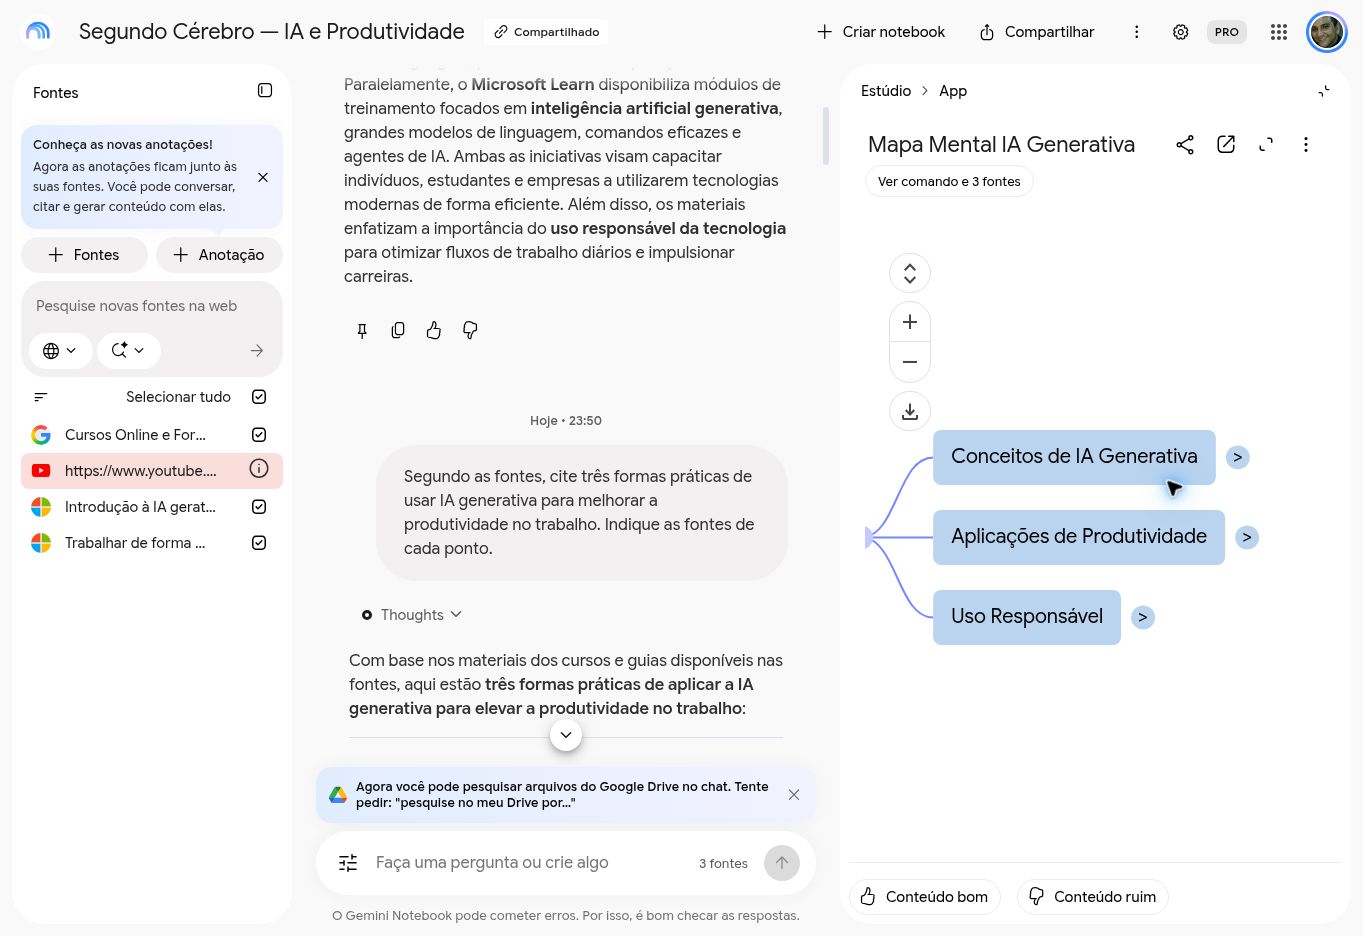 Segundo Cérebro — IA e Produtividade
Compartilhado
Criar notebook
Compartilhar
PRO
Fontes
Conheça as novas anotações!
Agora as anotações ficam junto às
suas fontes. Você pode conversar,
citar e gerar conteúdo com elas.
Fontes
Anotação
Pesquise novas fontes na web
Selecionar tudo
Cursos Online e For...
https://www.youtube....
Introdução à IA gerat...
Trabalhar de forma ...
Paralelamente, o Microsoft Learn disponibiliza módulos de
treinamento focados em inteligência artificial generativa,
grandes modelos de linguagem, comandos eficazes e
agentes de IA. Ambas as iniciativas visam capacitar
indivíduos, estudantes e empresas a utilizarem tecnologias
modernas de forma eficiente. Além disso, os materiais
enfatizam a importância do uso responsável da tecnologia
para otimizar fluxos de trabalho diários e impulsionar
carreiras.
Hoje • 23:50
Segundo as fontes, cite três formas práticas de
usar IA generativa para melhorar a
produtividade no trabalho. Indique as fontes de
cada ponto.
Thoughts
Com base nos materiais dos cursos e guias disponíveis nas
fontes, aqui estão três formas práticas de aplicar a IA
generativa para elevar a produtividade no trabalho:
Agora você pode pesquisar arquivos do Google Drive no chat. Tente
pedir: "pesquise no meu Drive por..."
Faça uma pergunta ou crie algo
3 fontes
O Gemini Notebook pode cometer erros. Por isso, é bom checar as respostas.
Estúdio > App
Mapa Mental IA Generativa
Ver comando e 3 fontes
Conceitos de IA Generativa >
Aplicações de Produtividade >
Uso Responsável >
Conteúdo bom
Conteúdo ruim